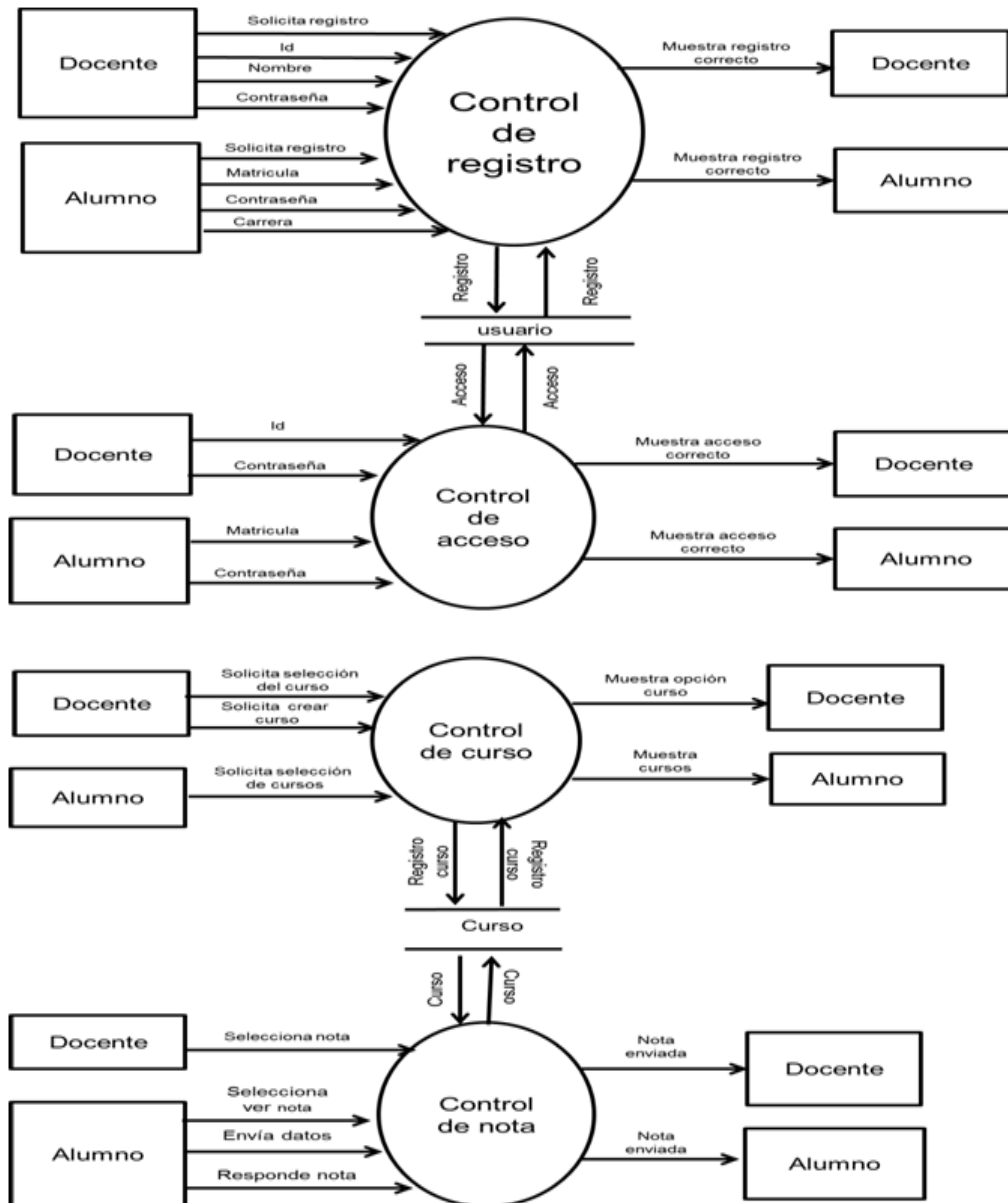 Docente
Solicita registro
Id
Nombre
Contraseña
Alumno
Solicita registro
Matricula
Contraseña
Carrera
Control
de
registro
Muestra registro
correcto
Docente
Muestra registro
correcto
Alumno
Registro
Registro
usuario
Acceso
Acceso
Docente
Id
Contraseña
Alumno
Matricula
Contraseña
Control
de
acceso
Muestra acceso
correcto
Docente
Muestra acceso
correcto
Alumno
Docente
Solicita selección
del curso
Solicita crear
curso
Alumno
Solicita selección
de cursos
Control
de curso
Muestra opción
curso
Docente
Muestra
cursos
Alumno
Registro
curso
Registro
curso
Curso
Curso
Curso
Docente
Selecciona nota
Alumno
Selecciona
ver nota
Envía datos
Responde nota
Control
de nota
Nota
enviada
Docente
Nota
enviada
Alumno